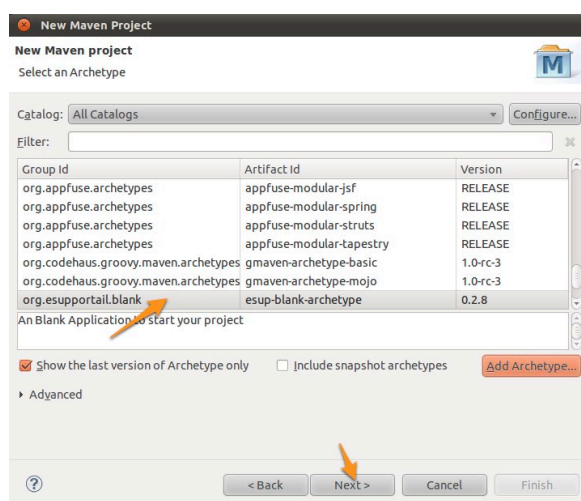 New Maven Project
New Maven project
Select an Archetype
M
Catalog: All Catalogs Configure...
Filter:
Group Id Artifact Id Version
org.appfuse.archetypes appfuse-modular-jsf RELEASE
org.appfuse.archetypes appfuse-modular-spring RELEASE
org.appfuse.archetypes appfuse-modular-struts RELEASE
org.appfuse.archetypes appfuse-modular-tapestry RELEASE
org.codehaus.groovy.maven.archetypes gmaven-archetype-basic 1.0-rc-3
org.codehaus.groovy.maven.archetypes gmaven-archetype-mojo 1.0-rc-3
org.esupportail.blank esup-blank-archetype 0.2.8
An Blank Application to start your project
Show the last version of Archetype only Include snapshot archetypes Add Archetype...
Advanced
? < Back Next > Cancel Finish